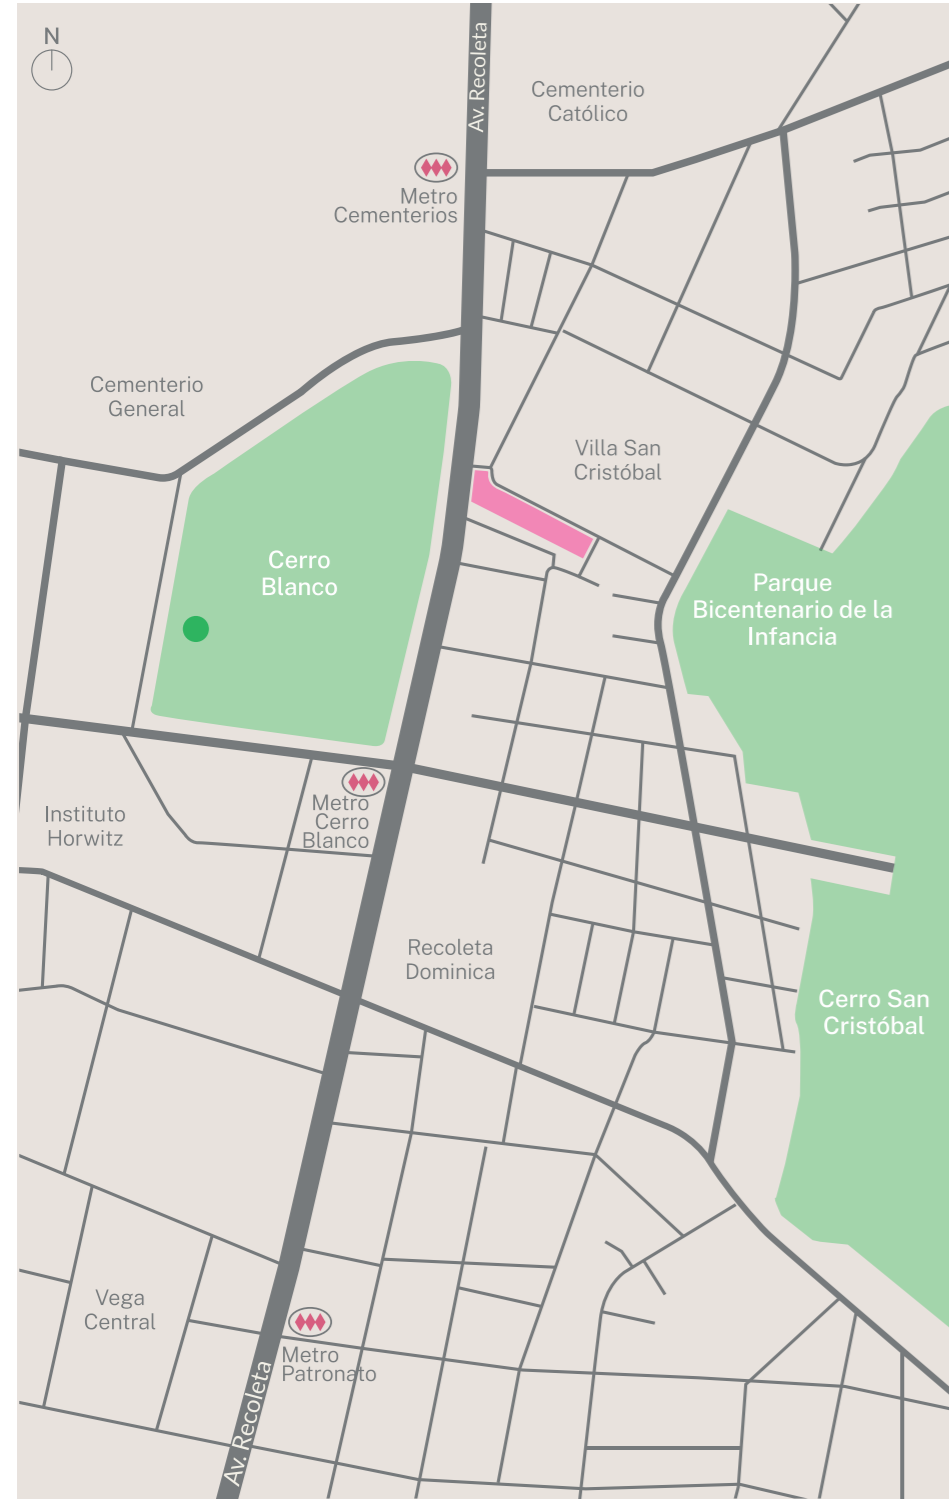 N
Av. Recoleta
Cementerio
Católico
Metro
Cementerios
Cementerio
General
Villa San
Cristóbal
Cerro
Blanco
Parque
Bicentenario de la
Infancia
Instituto
Horwitz
Metro
Cerro
Blanco
Recoleta
Dominica
Cerro San
Cristóbal
Vega
Central
Metro
Patronato
Av. Recoleta